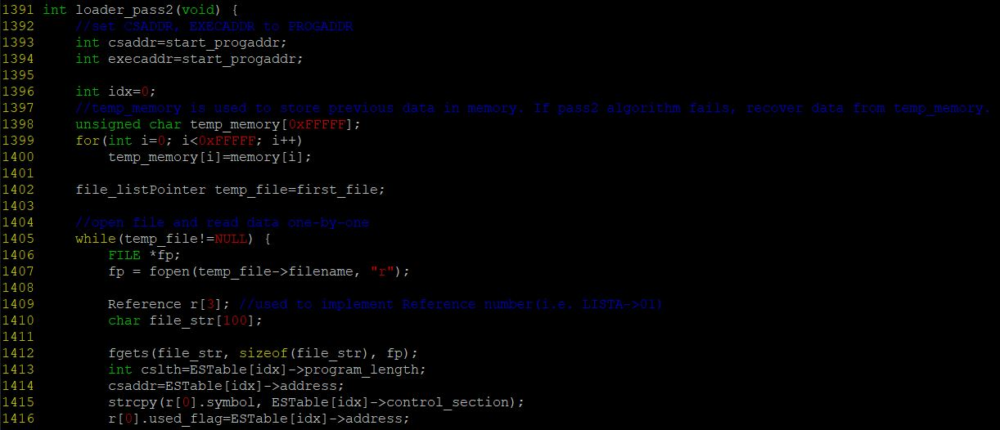 1391 int loader_pass2(void) {
1392     //set CSADDR, EXECADDR to PROGADDR
1393     int csaddr=start_progaddr;
1394     int execaddr=start_progaddr;
1395
1396     int idx=0;
1397     //temp_memory is used to store previous data in memory. If pass2 algorithm fails, recover data from temp_memory.
1398     unsigned char temp_memory[0xFFFFF];
1399     for(int i=0; i<0xFFFFF; i++)
1400         temp_memory[i]=memory[i];
1401
1402     file_listPointer temp_file=first_file;
1403
1404     //open file and read data one-by-one
1405     while(temp_file!=NULL) {
1406         FILE *fp;
1407         fp = fopen(temp_file->filename, "r");
1408
1409         Reference r[3]; //used to implement Reference number(i.e. LISTA->01)
1410         char file_str[100];
1411
1412         fgets(file_str, sizeof(file_str), fp);
1413         int cslth=ESTable[idx]->program_length;
1414         csaddr=ESTable[idx]->address;
1415         strcpy(r[0].symbol, ESTable[idx]->control_section);
1416         r[0].used_flag=ESTable[idx]->address;